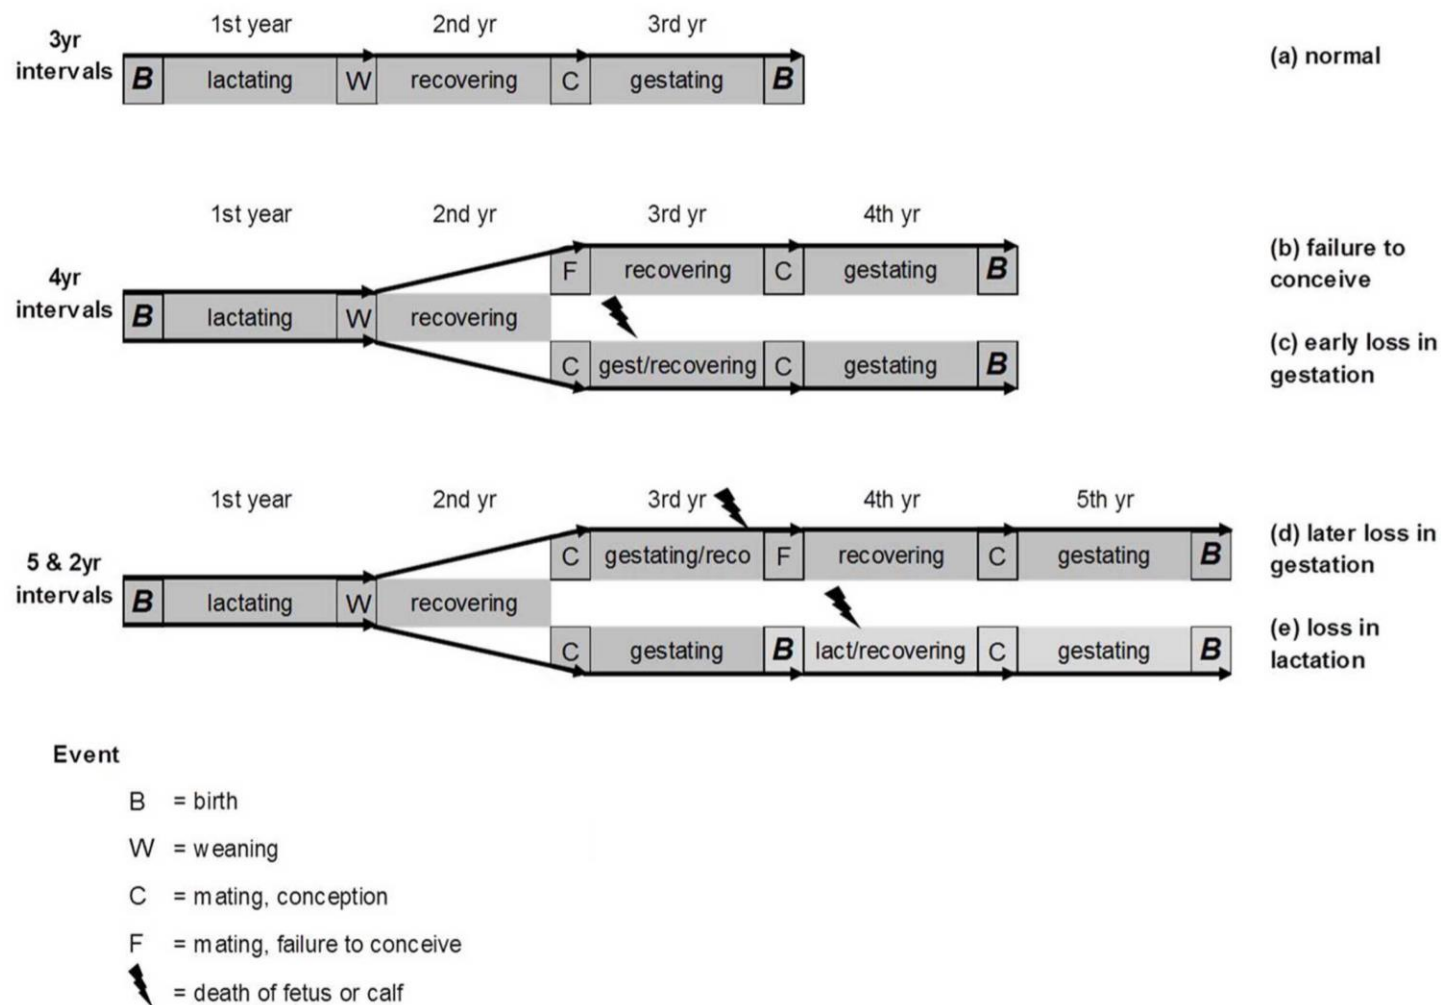 1st year 2nd yr 3rd yr
3yr
intervals
B lactating W recovering C gestating B
(a) normal
1st year 2nd yr 3rd yr 4th yr
4yr
intervals
F recovering C gestating B
(b) failure to
conceive
B lactating W recovering
C gest/recovering C gestating B
(c) early loss in
gestation
1st year 2nd yr 3rd yr 4th yr 5th yr
5 & 2yr
intervals
C gestating/reco F recovering C gestating B
(d) later loss in
gestation
B lactating W recovering
C gestating B lact/recovering C gestating B
(e) loss in
lactation
Event
B = birth
W = weaning
C = mating, conception
F = mating, failure to conceive
= death of fetus or calf